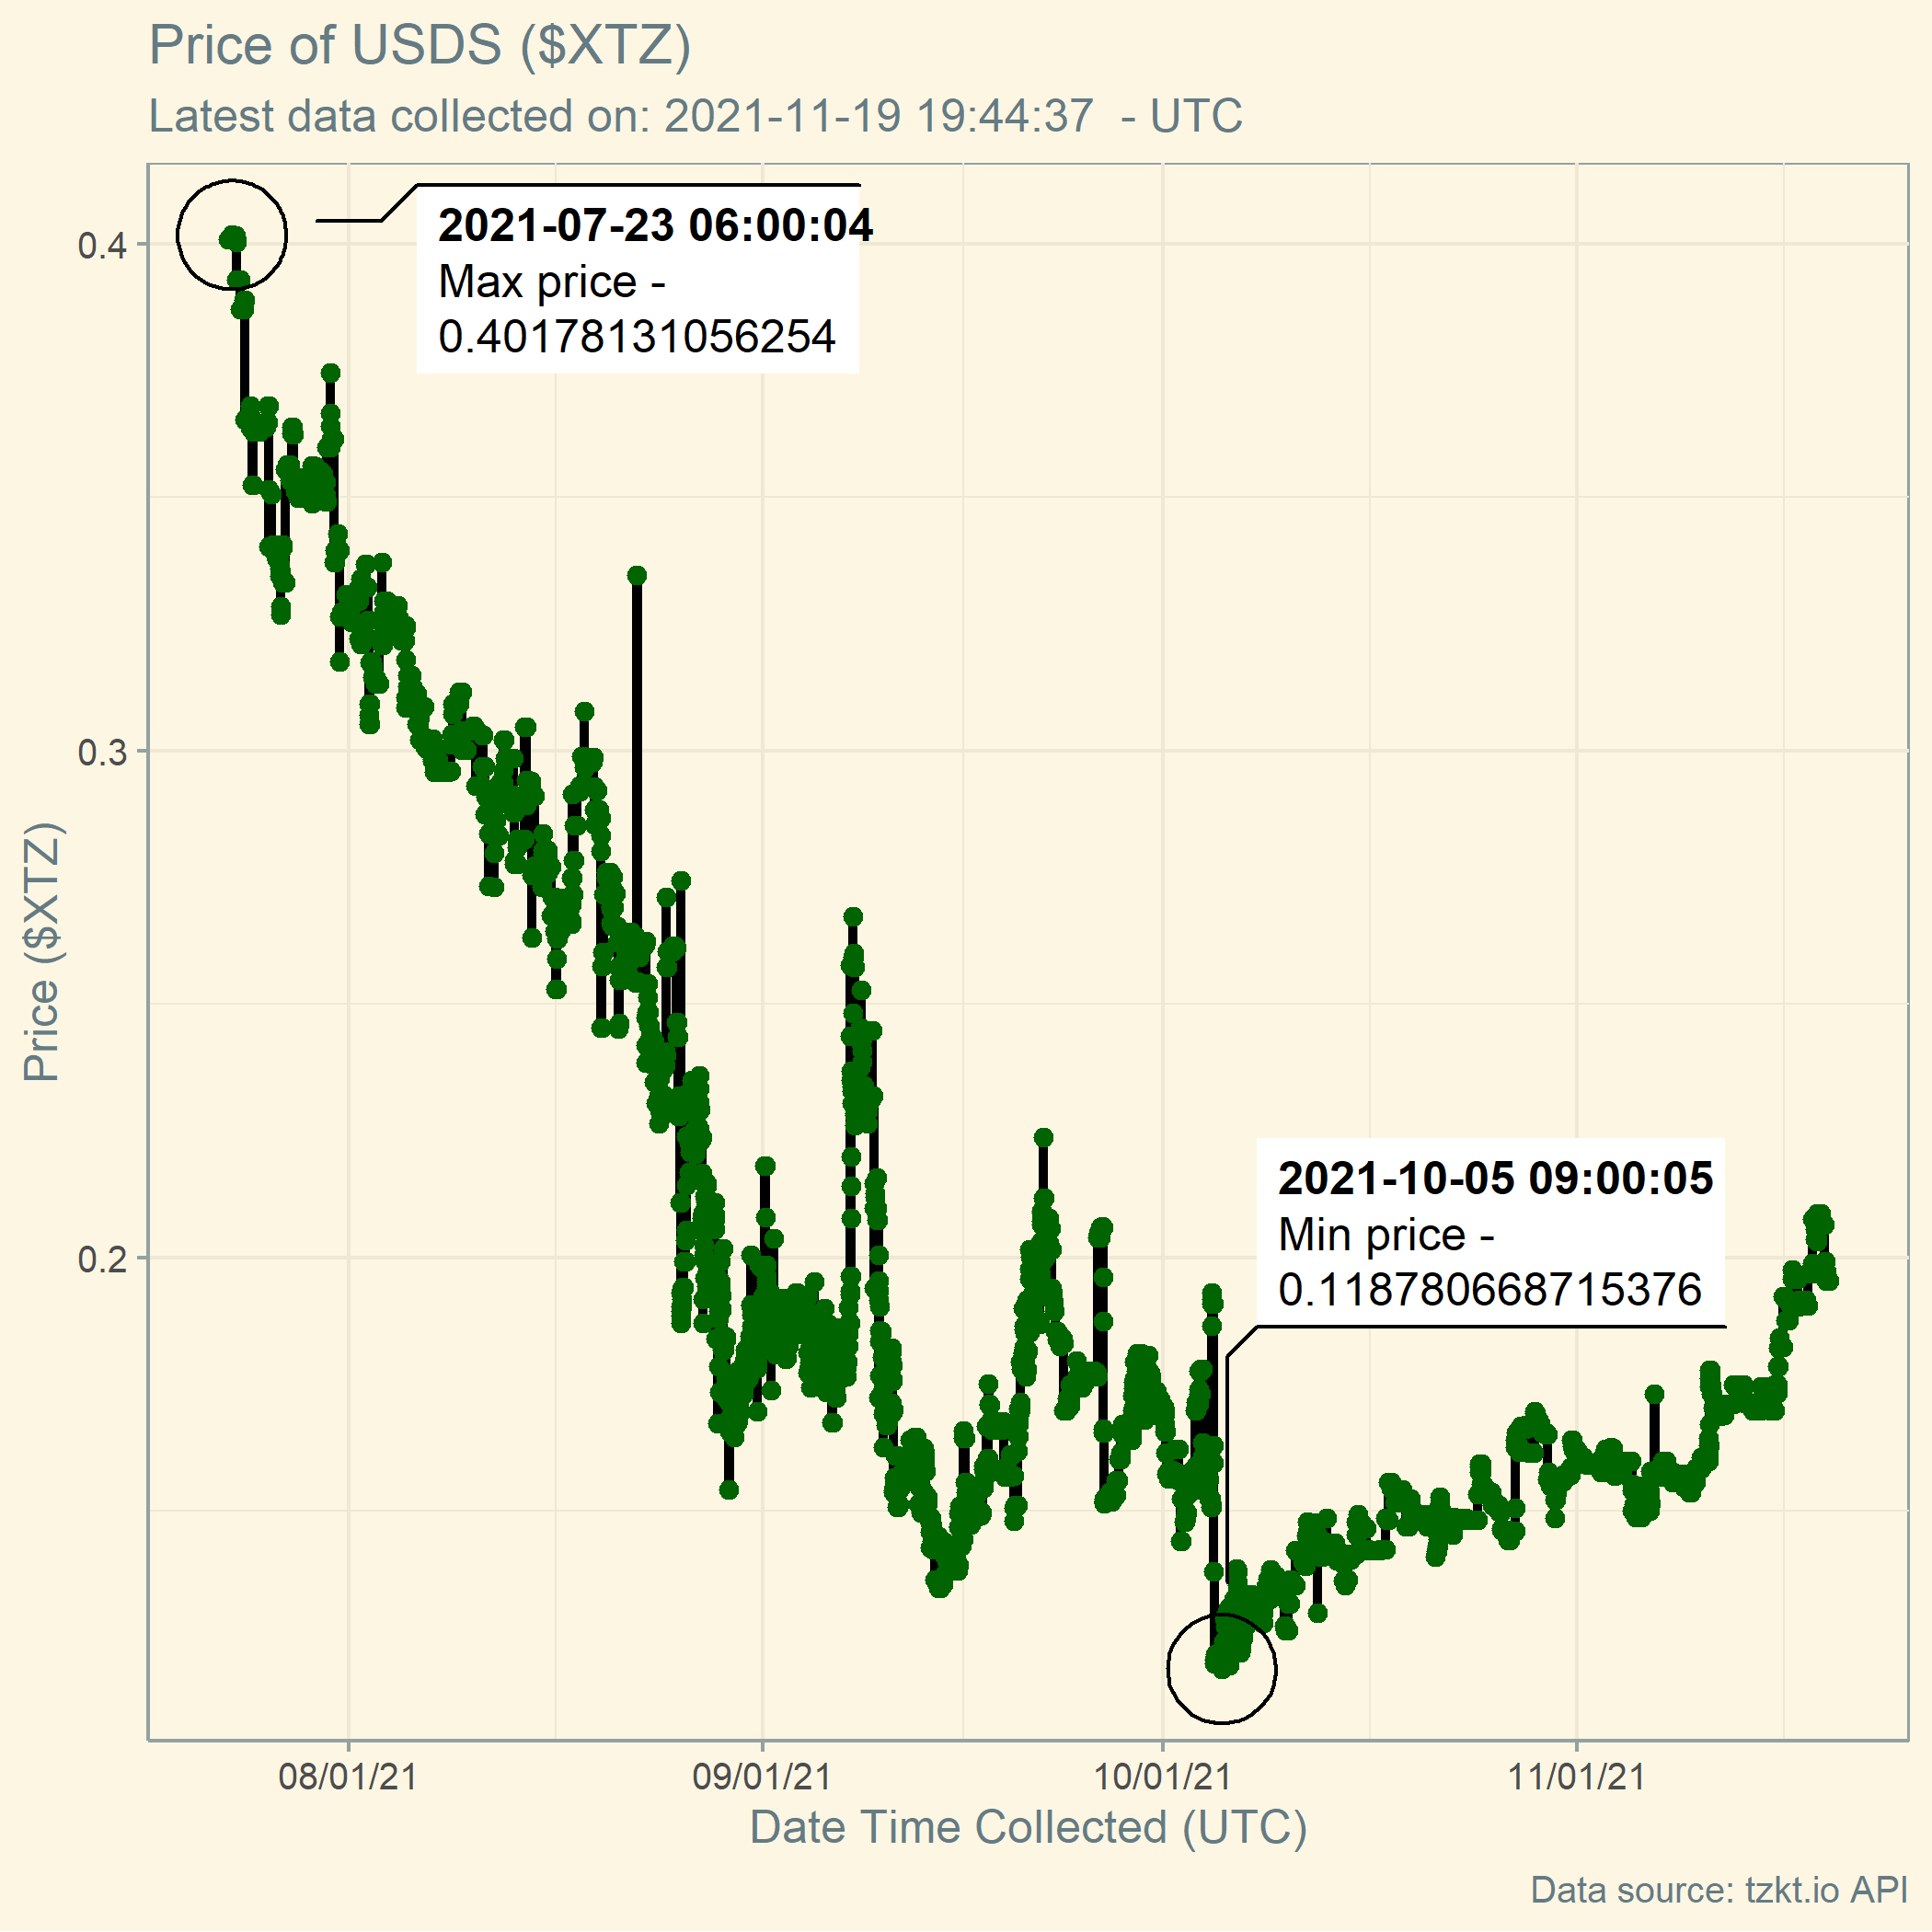 Price of USDS ($XTZ)
Latest data collected on: 2021-11-19 19:44:37  - UTC
2021-07-23 06:00:04
Max price -
0.40178131056254
0.4
0.3
0.2
Price ($XTZ)
2021-10-05 09:00:05
Min price -
0.118780668715376
08/01/21
09/01/21
10/01/21
11/01/21
Date Time Collected (UTC)
Data source: tzkt.io API